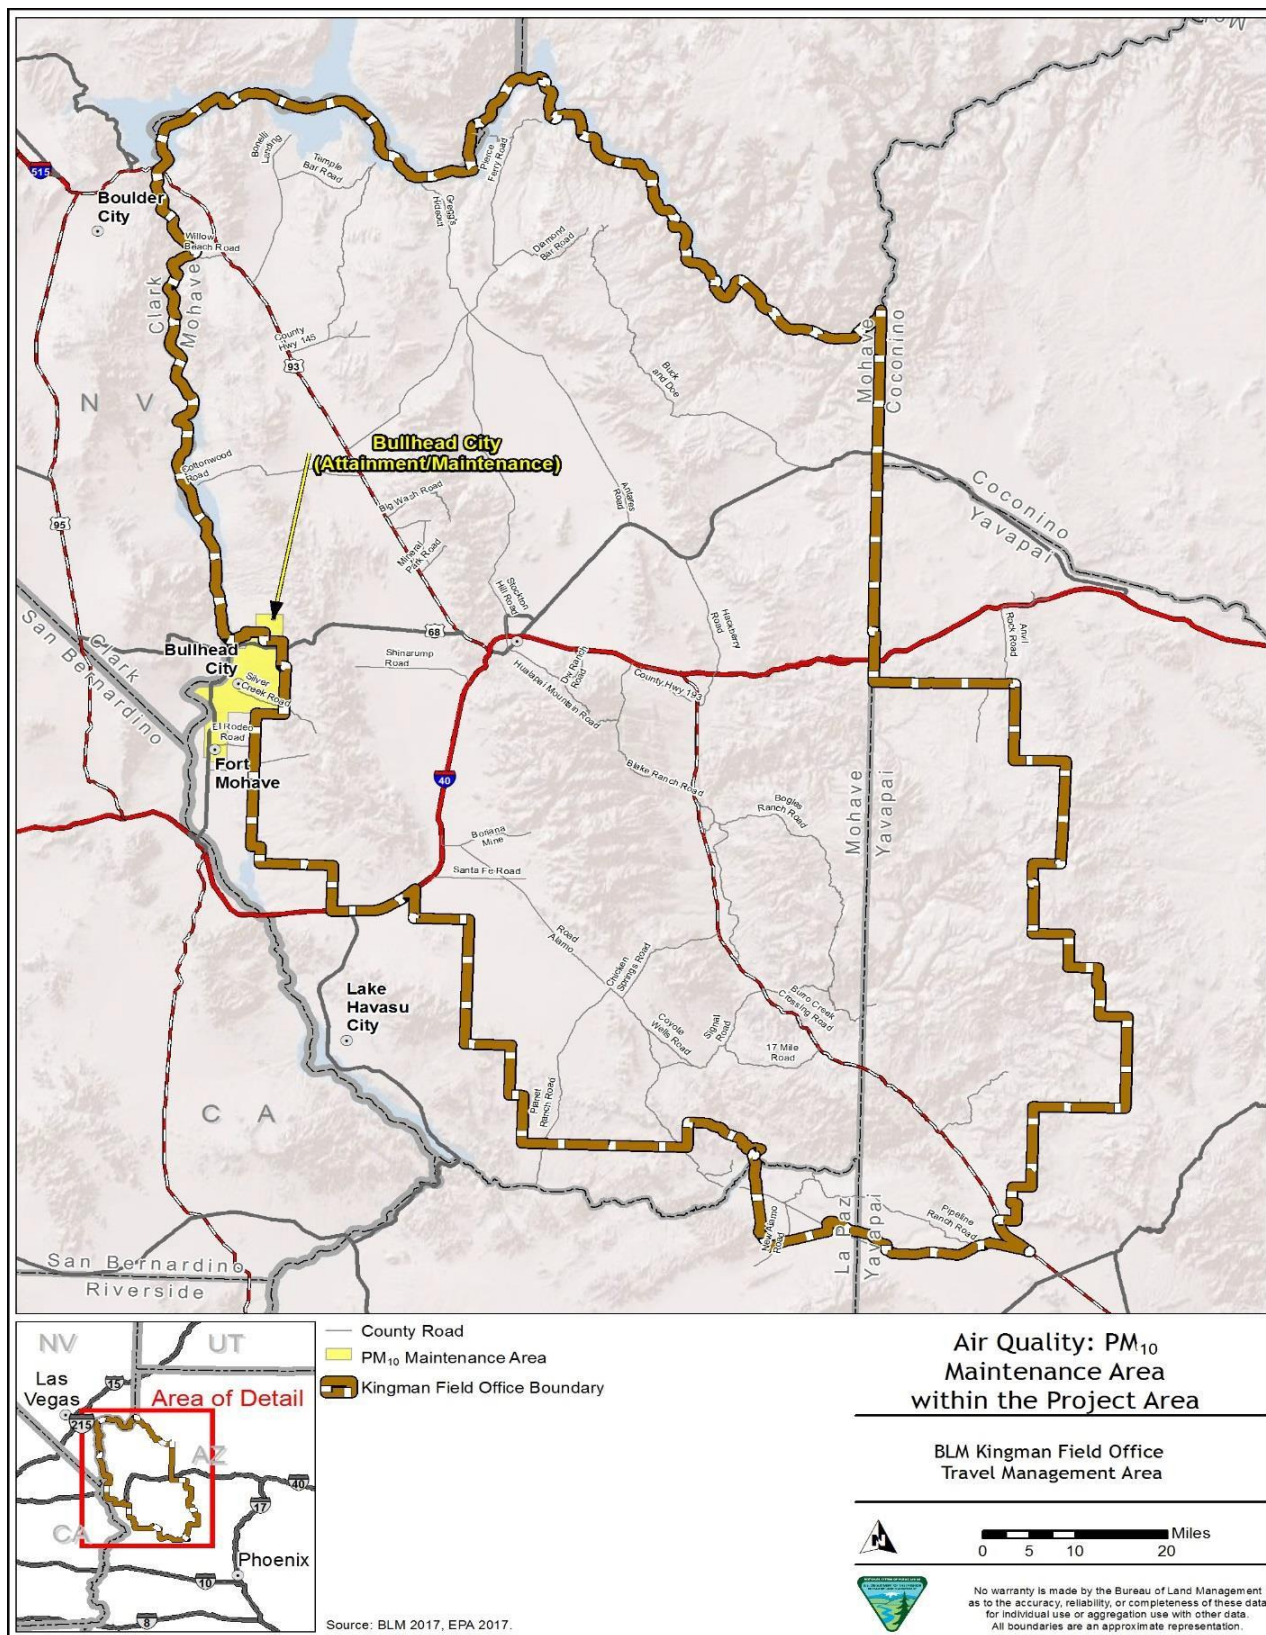 Mo
515
Boulder
City
Bonelli
Landing
Temple
Bar Road
Pierce
Ferry Road
Gregg's
Hideout
Willow
Beach Road
Diamond
Bar Road
Clark
Mohave
County
Hwy 145
93
Mohave
Coconino
Buck
and Doe
N V
Bullhead City
(Attainment/Maintenance)
Cottonwood
Road
Big Wash Road
Antares
Road
95
Mineral
Park Road
Coconino
Yavapai
Stockton
Hill Road
San Bernardino
Clark
Bullhead
City
68
Shinarump
Road
Hackberry
Road
Anvil
Rock Road
DW Ranch
Road
County Hwy 193
Hualapai Mountain Road
Silver
Creek Road
El Rodeo
Road
Fort
Mohave
40
Blake Ranch Road
Bogles
Ranch Road
Mohave
Yavapai
Boriana
Mine
Santa Fe Road
Road
Alamo
Chicken
Springs Road
Lake
Havasu
City
Burro Creek
Crossing Road
Signal
Road
Coyote
Wells Road
17 Mile
Road
C A
Planet
Ranch Road
New Alamo
Road
La Paz
Yavapai
Pipeline
Ranch Road
San Bernardino
Riverside
NV
UT
Las
Vegas
15
215
Area of Detail
AZ
40
17
CA
Phoenix
10
8
County Road
PM10 Maintenance Area
Kingman Field Office Boundary
Source: BLM 2017, EPA 2017.
Air Quality: PM10
Maintenance Area
within the Project Area
BLM Kingman Field Office
Travel Management Area
N
Miles
0 5 10 20
No warranty is made by the Bureau of Land Management
as to the accuracy, reliability, or completeness of these data
for individual use or aggregation use with other data.
All boundaries are an approximate representation.